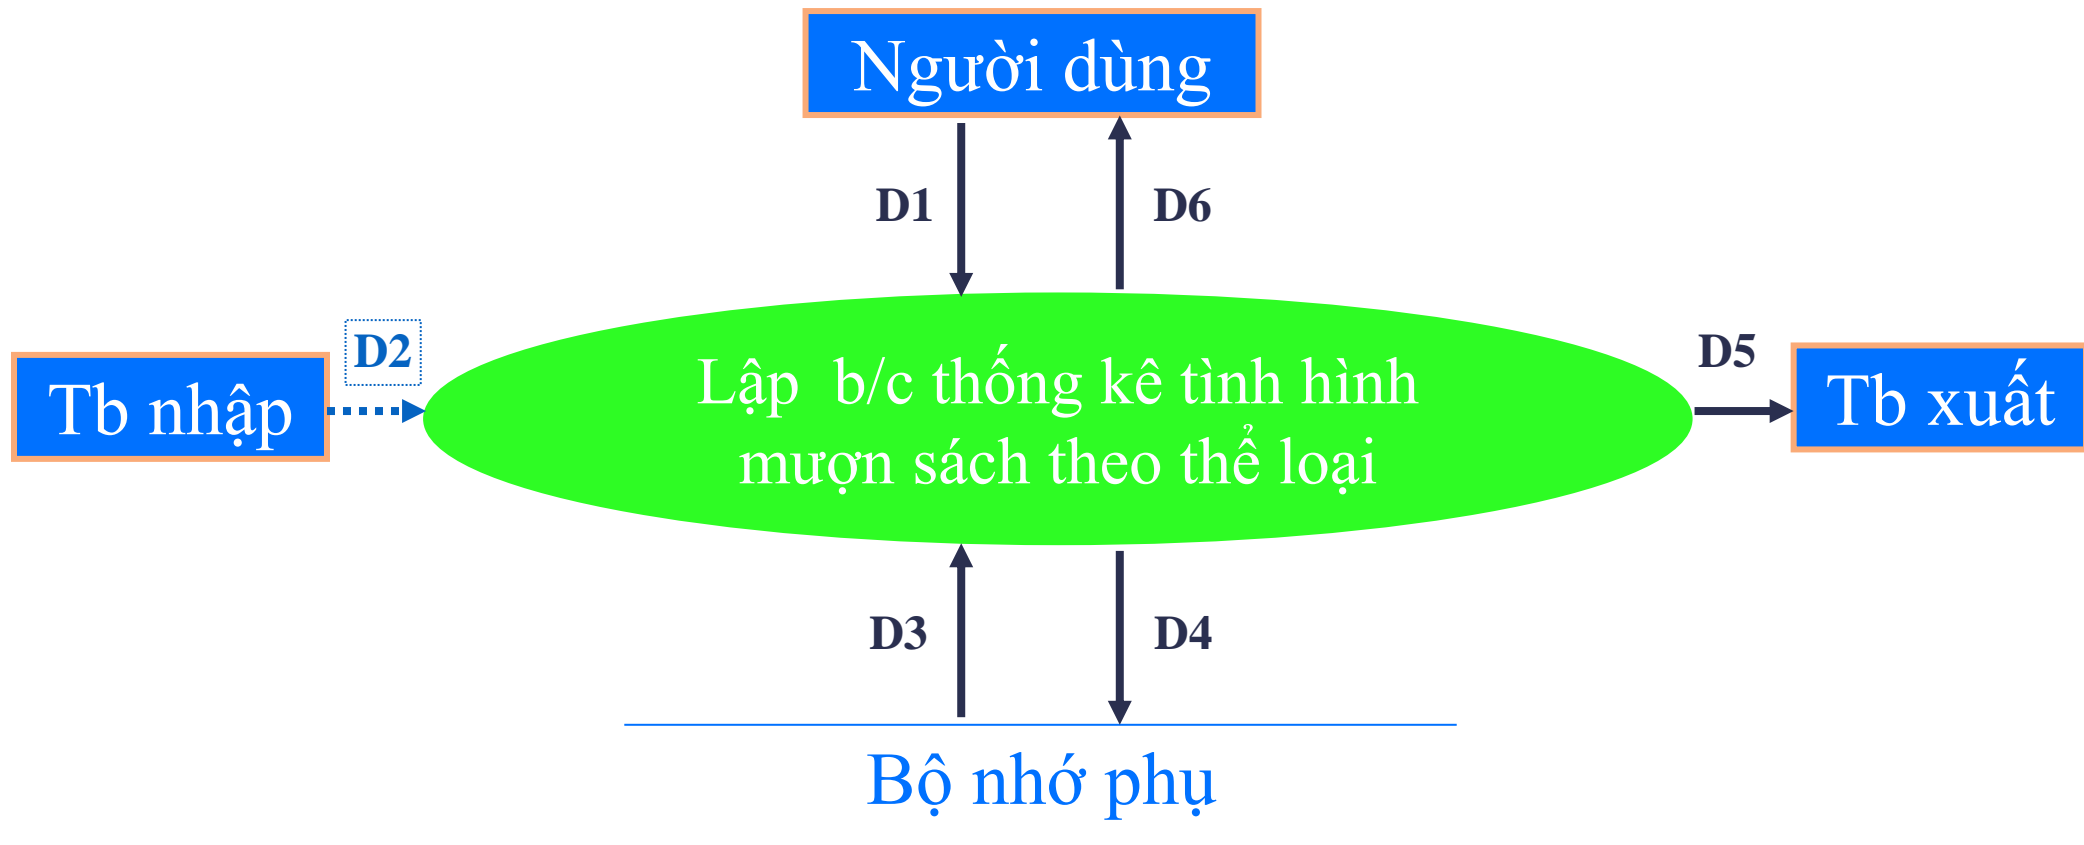 Người dùng
D1
D6
D2
D5
Tb nhập
Lập b/c thống kê tình hình
mượn sách theo thể loại
Tb xuất
D3
D4
Bộ nhớ phụ